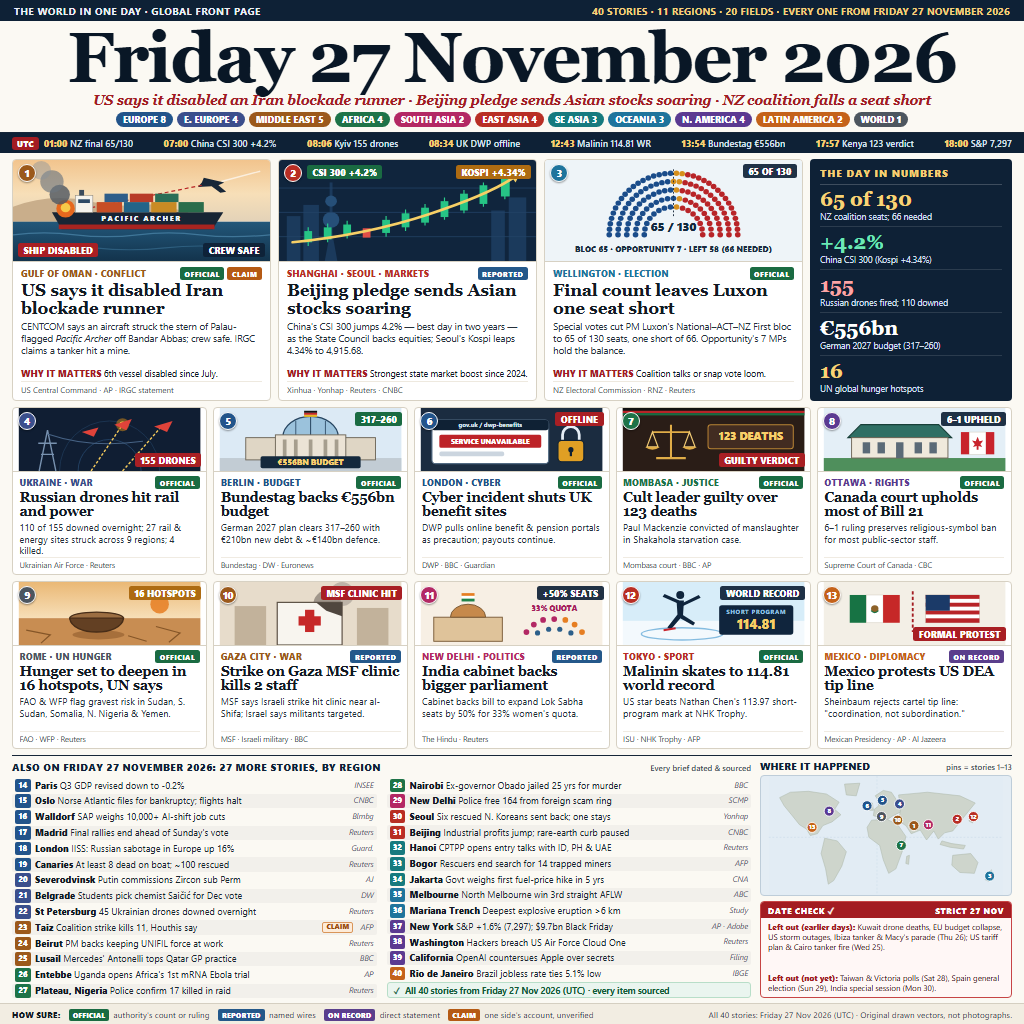 THE WORLD IN ONE DAY · GLOBAL FRONT PAGE
40 STORIES · 11 REGIONS · 20 FIELDS · EVERY ONE FROM FRIDAY 27 NOVEMBER 2026
Friday 27 November 2026
US says it disabled an Iran blockade runner · Beijing pledge sends Asian stocks soaring · NZ coalition falls a seat short
EUROPE 8
E. EUROPE 4
MIDDLE EAST 5
AFRICA 4
SOUTH ASIA 2
EAST ASIA 4
SE ASIA 3
OCEANIA 3
N. AMERICA 4
LATIN AMERICA 2
WORLD 1
UTC
01:00 NZ final 65/130
07:00 China CSI 300 +4.2%
08:06 Kyiv 155 drones
08:34 UK DWP offline
12:43 Malinin 114.81 WR
13:54 Bundestag €556bn
17:57 Kenya 123 verdict
18:00 S&P 7,297
1
PACIFIC ARCHER
SHIP DISABLED
CREW SAFE
GULF OF OMAN · CONFLICT
OFFICIAL
CLAIM
US says it disabled Iran
blockade runner
CENTCOM says an aircraft struck the stern of Palau-
flagged Pacific Archer off Bandar Abbas; crew safe. IRGC
claims a tanker hit a mine.
WHY IT MATTERS 6th vessel disabled since July.
US Central Command · AP · IRGC statement
2
CSI 300 +4.2%
KOSPI +4.34%
SHANGHAI · SEOUL · MARKETS
REPORTED
Beijing pledge sends Asian
stocks soaring
China's CSI 300 jumps 4.2% — best day in two years —
as the State Council backs equities; Seoul's Kospi leaps
4.34% to 4,915.68.
WHY IT MATTERS Strongest state market boost since 2024.
Xinhua · Yonhap · Reuters · CNBC
3
65 OF 130
65 / 130
BLOC 65 · OPPORTUNITY 7 · LEFT 58 (66 NEEDED)
WELLINGTON · ELECTION
OFFICIAL
Final count leaves Luxon
one seat short
Special votes cut PM Luxon's National–ACT–NZ First bloc
to 65 of 130 seats, one short of 66. Opportunity's 7 MPs
hold the balance.
WHY IT MATTERS Coalition talks or snap vote loom.
NZ Electoral Commission · RNZ · Reuters
THE DAY IN NUMBERS
65 of 130
NZ coalition seats; 66 needed
+4.2%
China CSI 300 (Kospi +4.34%)
155
Russian drones fired; 110 downed
€556bn
German 2027 budget (317–260)
16
UN global hunger hotspots
4
155 DRONES
UKRAINE · WAR
OFFICIAL
Russian drones hit rail
and power
110 of 155 downed overnight; 27 rail &
energy sites struck across 9 regions; 4
killed.
Ukrainian Air Force · Reuters
5
317–260
€556BN BUDGET
BERLIN · BUDGET
OFFICIAL
Bundestag backs €556bn
budget
German 2027 plan clears 317–260 with
€210bn new debt & ~€140bn defence.
Bundestag · DW · Euronews
6
gov.uk / dwp-benefits
OFFLINE
SERVICE UNAVAILABLE
LONDON · CYBER
OFFICIAL
Cyber incident shuts UK
benefit sites
DWP pulls online benefit & pension portals
as precaution; payouts continue.
DWP · BBC · Guardian
7
123 DEATHS
GUILTY VERDICT
MOMBASA · JUSTICE
OFFICIAL
Cult leader guilty over
123 deaths
Paul Mackenzie convicted of manslaughter
in Shakahola starvation case.
Mombasa court · BBC · AP
8
6–1 UPHELD
OTTAWA · RIGHTS
OFFICIAL
Canada court upholds
most of Bill 21
6–1 ruling preserves religious-symbol ban
for most public-sector staff.
Supreme Court of Canada · CBC
9
16 HOTSPOTS
ROME · UN HUNGER
OFFICIAL
Hunger set to deepen in
16 hotspots, UN says
FAO & WFP flag gravest risk in Sudan, S.
Sudan, Somalia, N. Nigeria & Yemen.
FAO · WFP · Reuters
10
MSF CLINIC HIT
GAZA CITY · WAR
REPORTED
Strike on Gaza MSF clinic
kills 2 staff
MSF says Israeli strike hit clinic near al-
Shifa; Israel says militants targeted.
MSF · Israeli military · BBC
11
+50% SEATS
33% QUOTA
NEW DELHI · POLITICS
REPORTED
India cabinet backs
bigger parliament
Cabinet backs bill to expand Lok Sabha
seats by 50% for 33% women's quota.
The Hindu · Reuters
12
WORLD RECORD
SHORT PROGRAM
114.81
TOKYO · SPORT
OFFICIAL
Malinin skates to 114.81
world record
US star beats Nathan Chen's 113.97 short-
program mark at NHK Trophy.
ISU · NHK Trophy · AFP
13
FORMAL PROTEST
MEXICO · DIPLOMACY
ON RECORD
Mexico protests US DEA
tip line
Sheinbaum rejects cartel tip line:
"coordination, not subordination."
Mexican Presidency · AP · Al Jazeera
ALSO ON FRIDAY 27 NOVEMBER 2026: 27 MORE STORIES, BY REGION
Every brief dated & sourced
14 Paris Q3 GDP revised down to -0.2% INSEE
15 Oslo Norse Atlantic files for bankruptcy; flights halt CNBC
16 Walldorf SAP weighs 10,000+ AI-shift job cuts Blmbg
17 Madrid Final rallies end ahead of Sunday's vote Reuters
18 London IISS: Russian sabotage in Europe up 16% Guard.
19 Canaries At least 8 dead on boat; ~100 rescued Reuters
20 Severodvinsk Putin commissions Zircon sub Perm AJ
21 Belgrade Students pick chemist Saičić for Dec vote DW
22 St Petersburg 45 Ukrainian drones downed overnight Reuters
23 Taiz Coalition strike kills 11, Houthis say CLAIM AFP
24 Beirut PM backs keeping UNIFIL force at work Reuters
25 Lusail Mercedes' Antonelli tops Qatar GP practice BBC
26 Entebbe Uganda opens Africa's 1st mRNA Ebola trial AP
27 Plateau, Nigeria Police confirm 17 killed in raid Reuters
28 Nairobi Ex-governor Obado jailed 25 yrs for murder BBC
29 New Delhi Police free 164 from foreign scam ring SCMP
30 Seoul Six rescued N. Koreans sent back; one stays Yonhap
31 Beijing Industrial profits jump; rare-earth curb paused CNBC
32 Hanoi CPTPP opens entry talks with ID, PH & UAE Reuters
33 Bogor Rescuers end search for 14 trapped miners AFP
34 Jakarta Govt weighs first fuel-price hike in 5 yrs CNA
35 Melbourne North Melbourne win 3rd straight AFLW ABC
36 Mariana Trench Deepest explosive eruption >6 km Study
37 New York S&P +1.6% (7,297); $9.7bn Black Friday AP · Adobe
38 Washington Hackers breach US Air Force Cloud One Reuters
39 California OpenAI countersues Apple over secrets Filing
40 Rio de Janeiro Brazil jobless rate ties 5.1% low IBGE
✓ All 40 stories from Friday 27 Nov 2026 (UTC) · every item sourced
WHERE IT HAPPENED
pins = stories 1–13
8
13
6
5
4
9
10
1
11
2
12
7
3
DATE CHECK ✓
STRICT 27 NOV
Left out (earlier days): Kuwait drone deaths, EU budget collapse,
US storm outages, Ibiza tanker & Macy's parade (Thu 26); US tariff
plan & Cairo tanker fire (Wed 25).
Left out (not yet): Taiwan & Victoria polls (Sat 28), Spain general
election (Sun 29), India special session (Mon 30).
HOW SURE:
OFFICIAL authority's count or ruling
REPORTED named wires
ON RECORD direct statement
CLAIM one side's account, unverified
All 40 stories: Friday 27 Nov 2026 (UTC) · Original drawn vectors, not photographs.